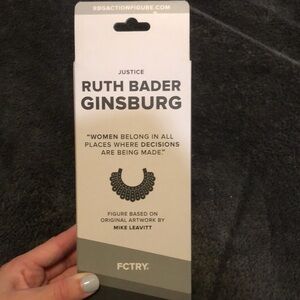 RBGACTIONFIGURE.COM
JUSTICE
RUTH BADER
GINSBURG
"WOMEN BELONG IN ALL
PLACES WHERE DECISIONS
ARE BEING MADE."
FIGURE BASED ON
ORIGINAL ARTWORK BY
MIKE LEAVITT
FCTRY